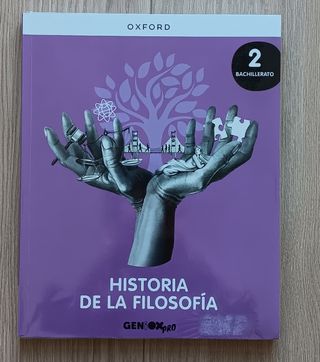 OXFORD
2
BACHILLERATO
HISTORIA
DE LA FILOSOFÍA
GENiOX PRO